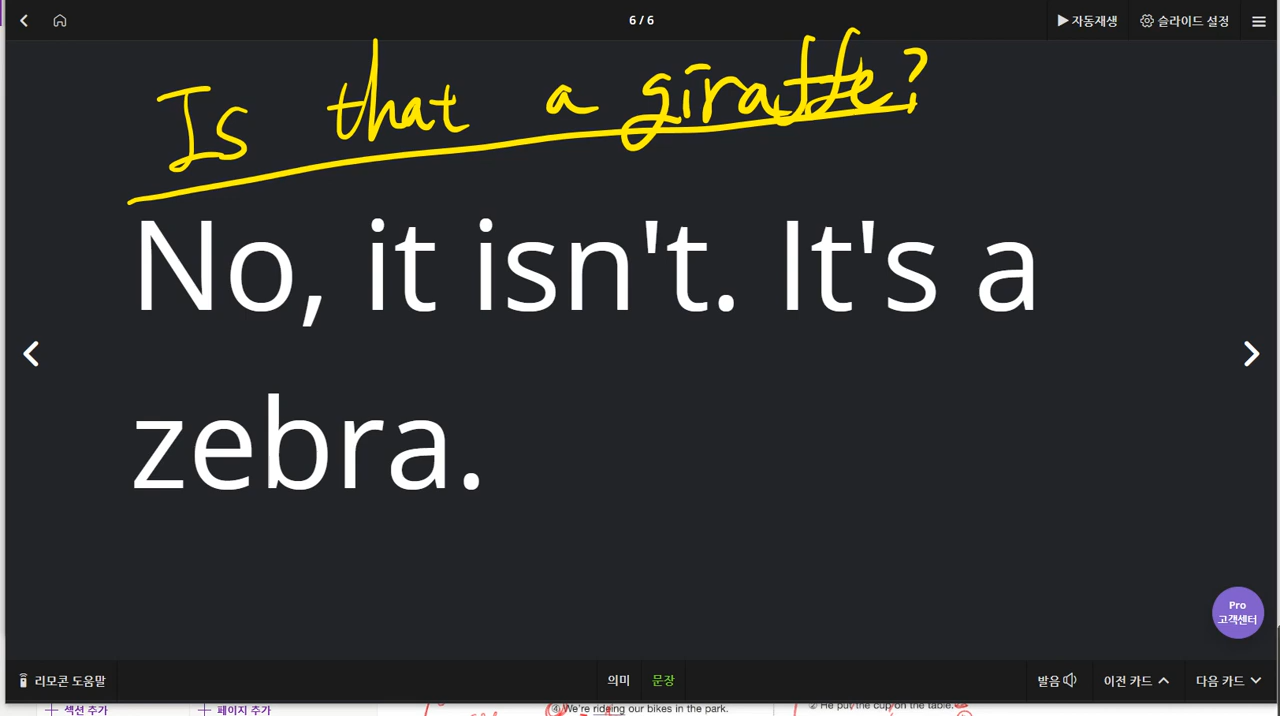 6 / 6
▶ 자동재생
슬라이드 설정
Is that a giraffe?
No, it isn't. It's a
zebra.
Pro
고객센터
리모콘 도움말
의미
문장
발음
이전 카드
다음 카드
섹션 추가
페이지 추가
④ We're riding our bikes in the park.
② He put the cup on the table.